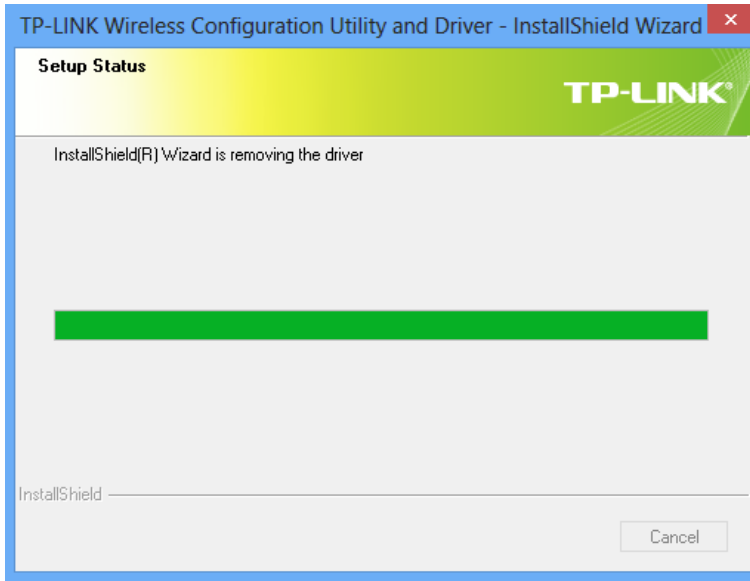 TP-LINK Wireless Configuration Utility and Driver - InstallShield Wizard
Setup Status
TP-LINK®
InstallShield(R) Wizard is removing the driver
InstallShield
Cancel